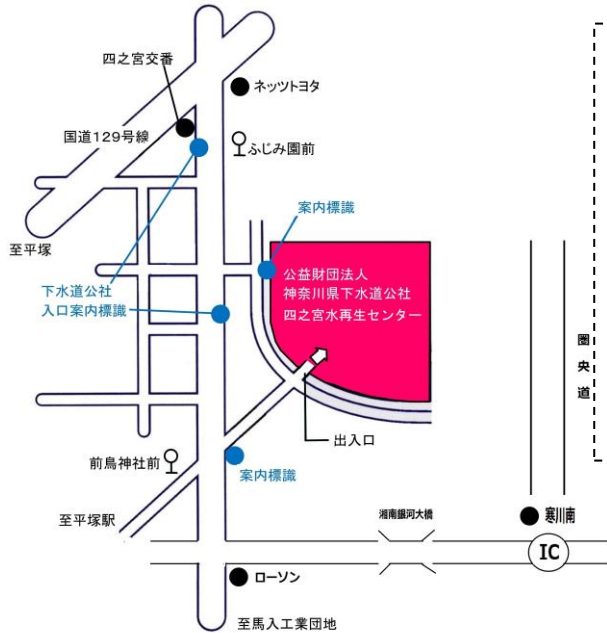 四之宮交番
ネッツトヨタ
国道129号線
ふじみ園前
至平塚
案内標識
下水道公社
入口案内標識
公益財団法人
神奈川県下水道公社
四之宮水再生センター
圏央道
出入口
前鳥神社前
案内標識
至平塚駅
湘南銀河大橋
寒川南
IC
ローソン
至馬入工業団地